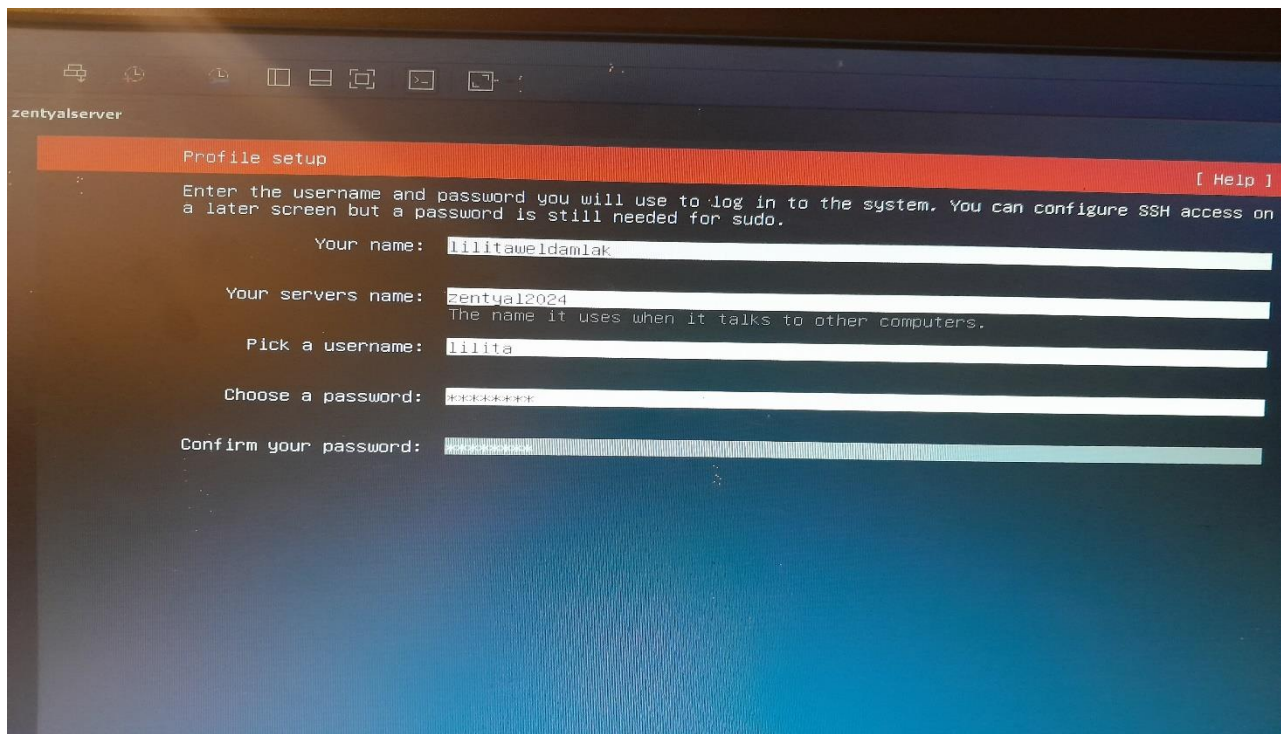 zentyalserver
Profile setup
[ Help ]
Enter the username and password you will use to log in to the system. You can configure SSH access on
a later screen but a password is still needed for sudo.
Your name: lilitaweldamlak
Your servers name: zentyal2024
The name it uses when it talks to other computers.
Pick a username: lilita
Choose a password: ********
Confirm your password: ********